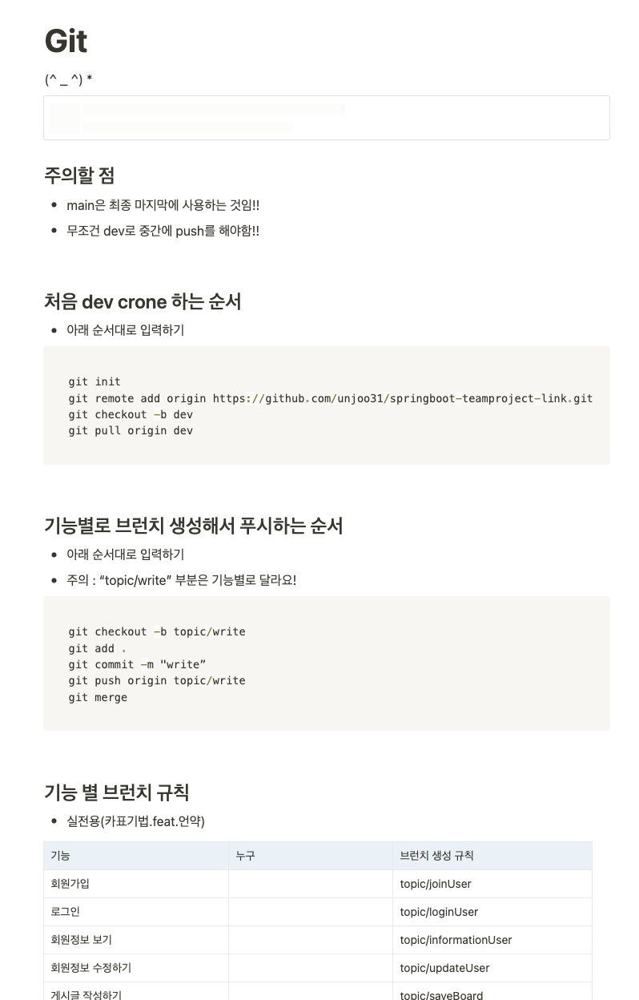 Git
(^ _ ^) *
주의할 점
• main은 최종 마지막에 사용하는 것임!!
• 무조건 dev로 중간에 push를 해야함!!
처음 dev crone 하는 순서
• 아래 순서대로 입력하기
git init
git remote add origin https://github.com/unjoo31/springboot-teamproject-link.git
git checkout -b dev
git pull origin dev
기능별로 브런치 생성해서 푸시하는 순서
• 아래 순서대로 입력하기
• 주의 : “topic/write” 부분은 기능별로 달라요!
git checkout -b topic/write
git add .
git commit -m "write”
git push origin topic/write
git merge
기능 별 브런치 규칙
• 실전용(카표기법.feat.언약)
기능 누구 브런치 생성 규칙
회원가입 topic/joinUser
로그인 topic/loginUser
회원정보 보기 topic/informationUser
회원정보 수정하기 topic/updateUser
게시글 작성하기 topic/saveBoard